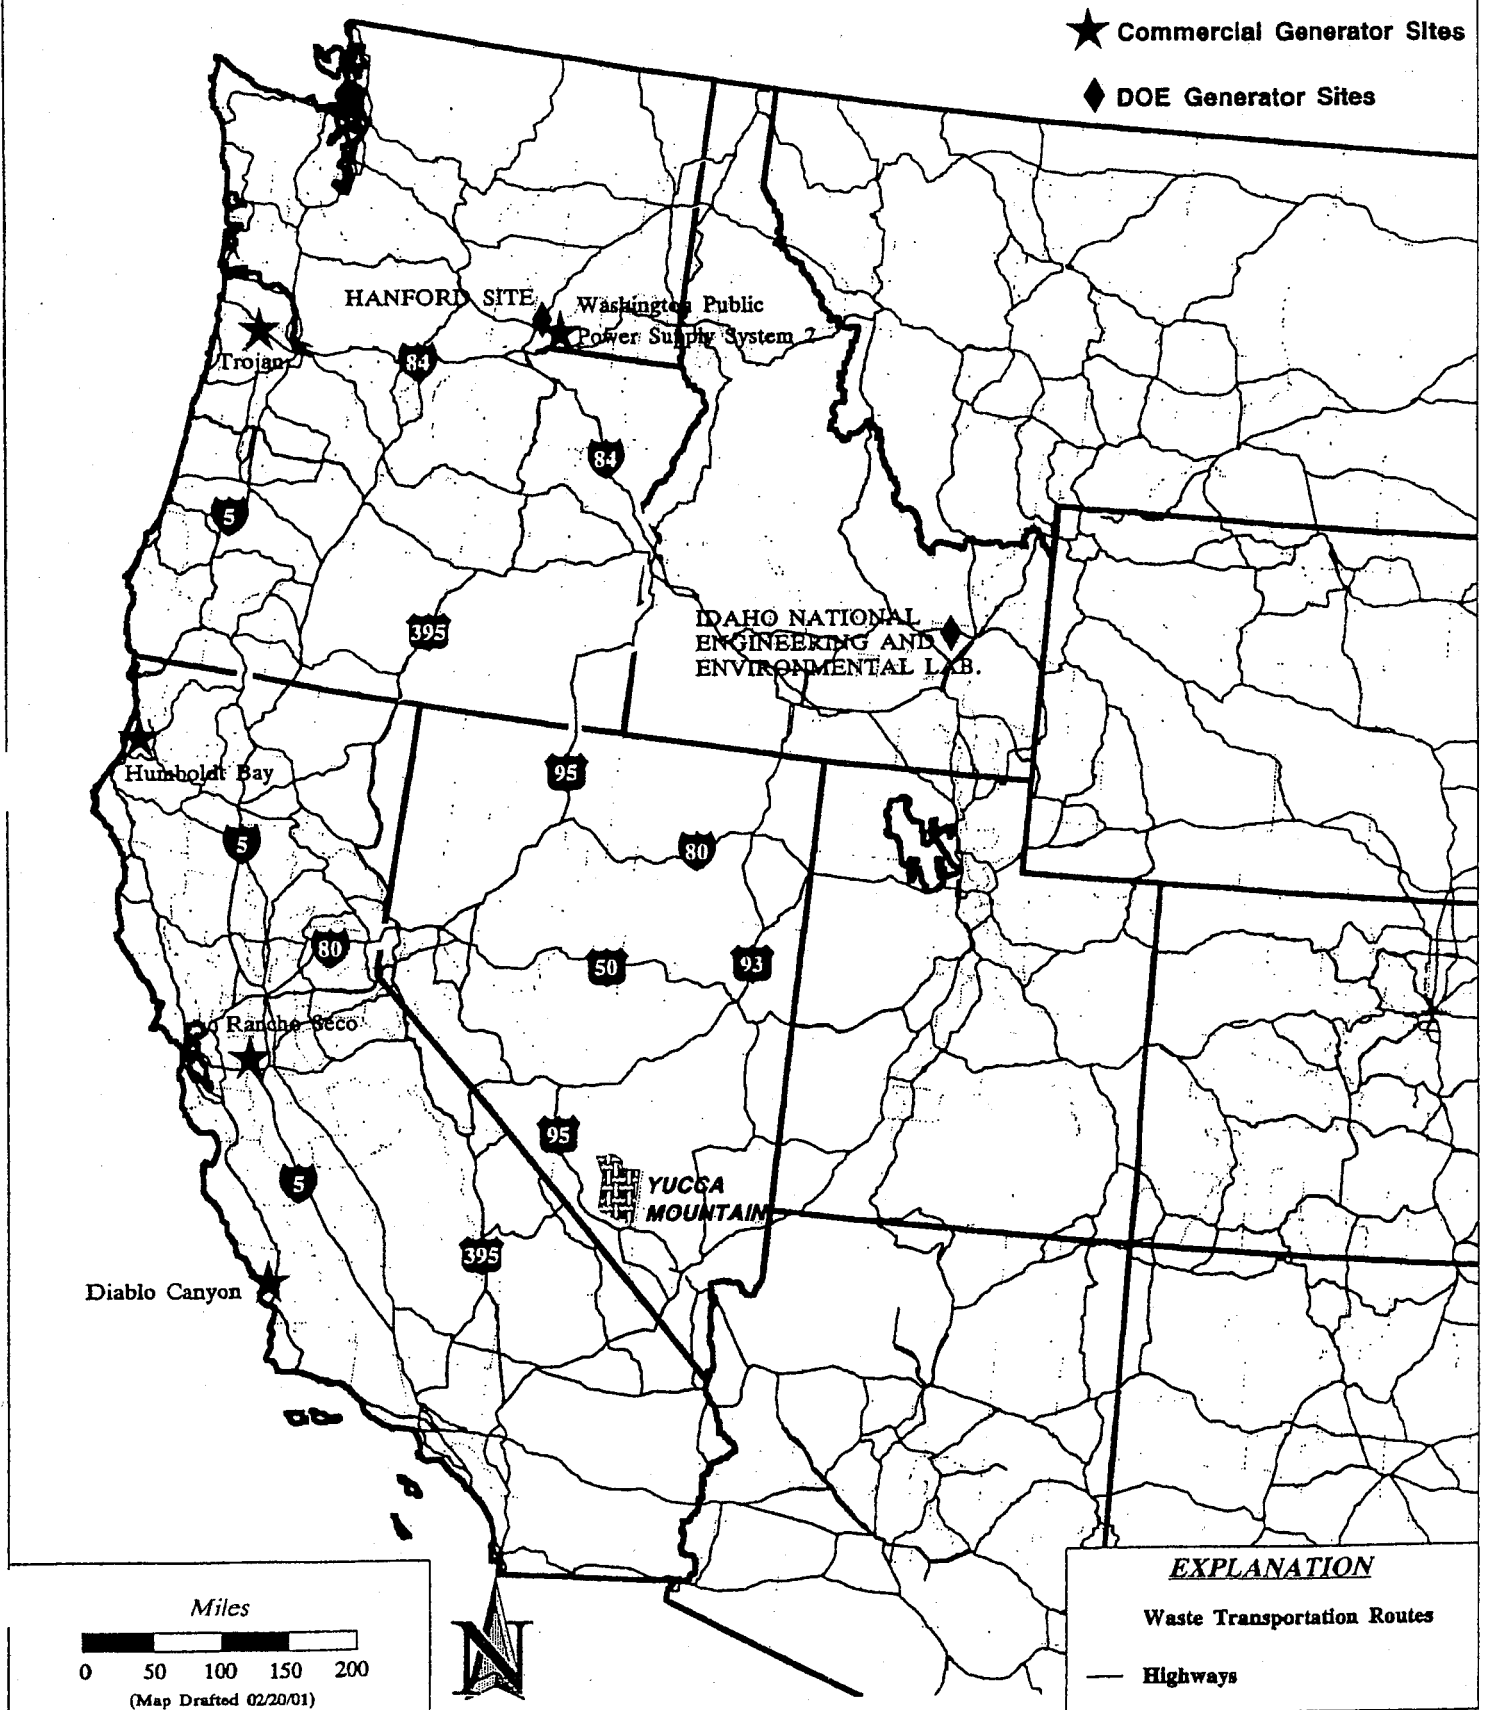 Commercial Generator Sites
DOE Generator Sites
HANFORD SITE
Washington Public
Power Supply System 2
Trojan
84
84
5
395
IDAHO NATIONAL
ENGINEERING AND
ENVIRONMENTAL LAB.
Humboldt Bay
95
5
80
80
50
93
Rancho Seco
95
5
YUCCA
MOUNTAIN
395
Diablo Canyon
EXPLANATION
Waste Transportation Routes
Highways
Miles
0 50 100 150 200
(Map Drafted 02/20/01)
N